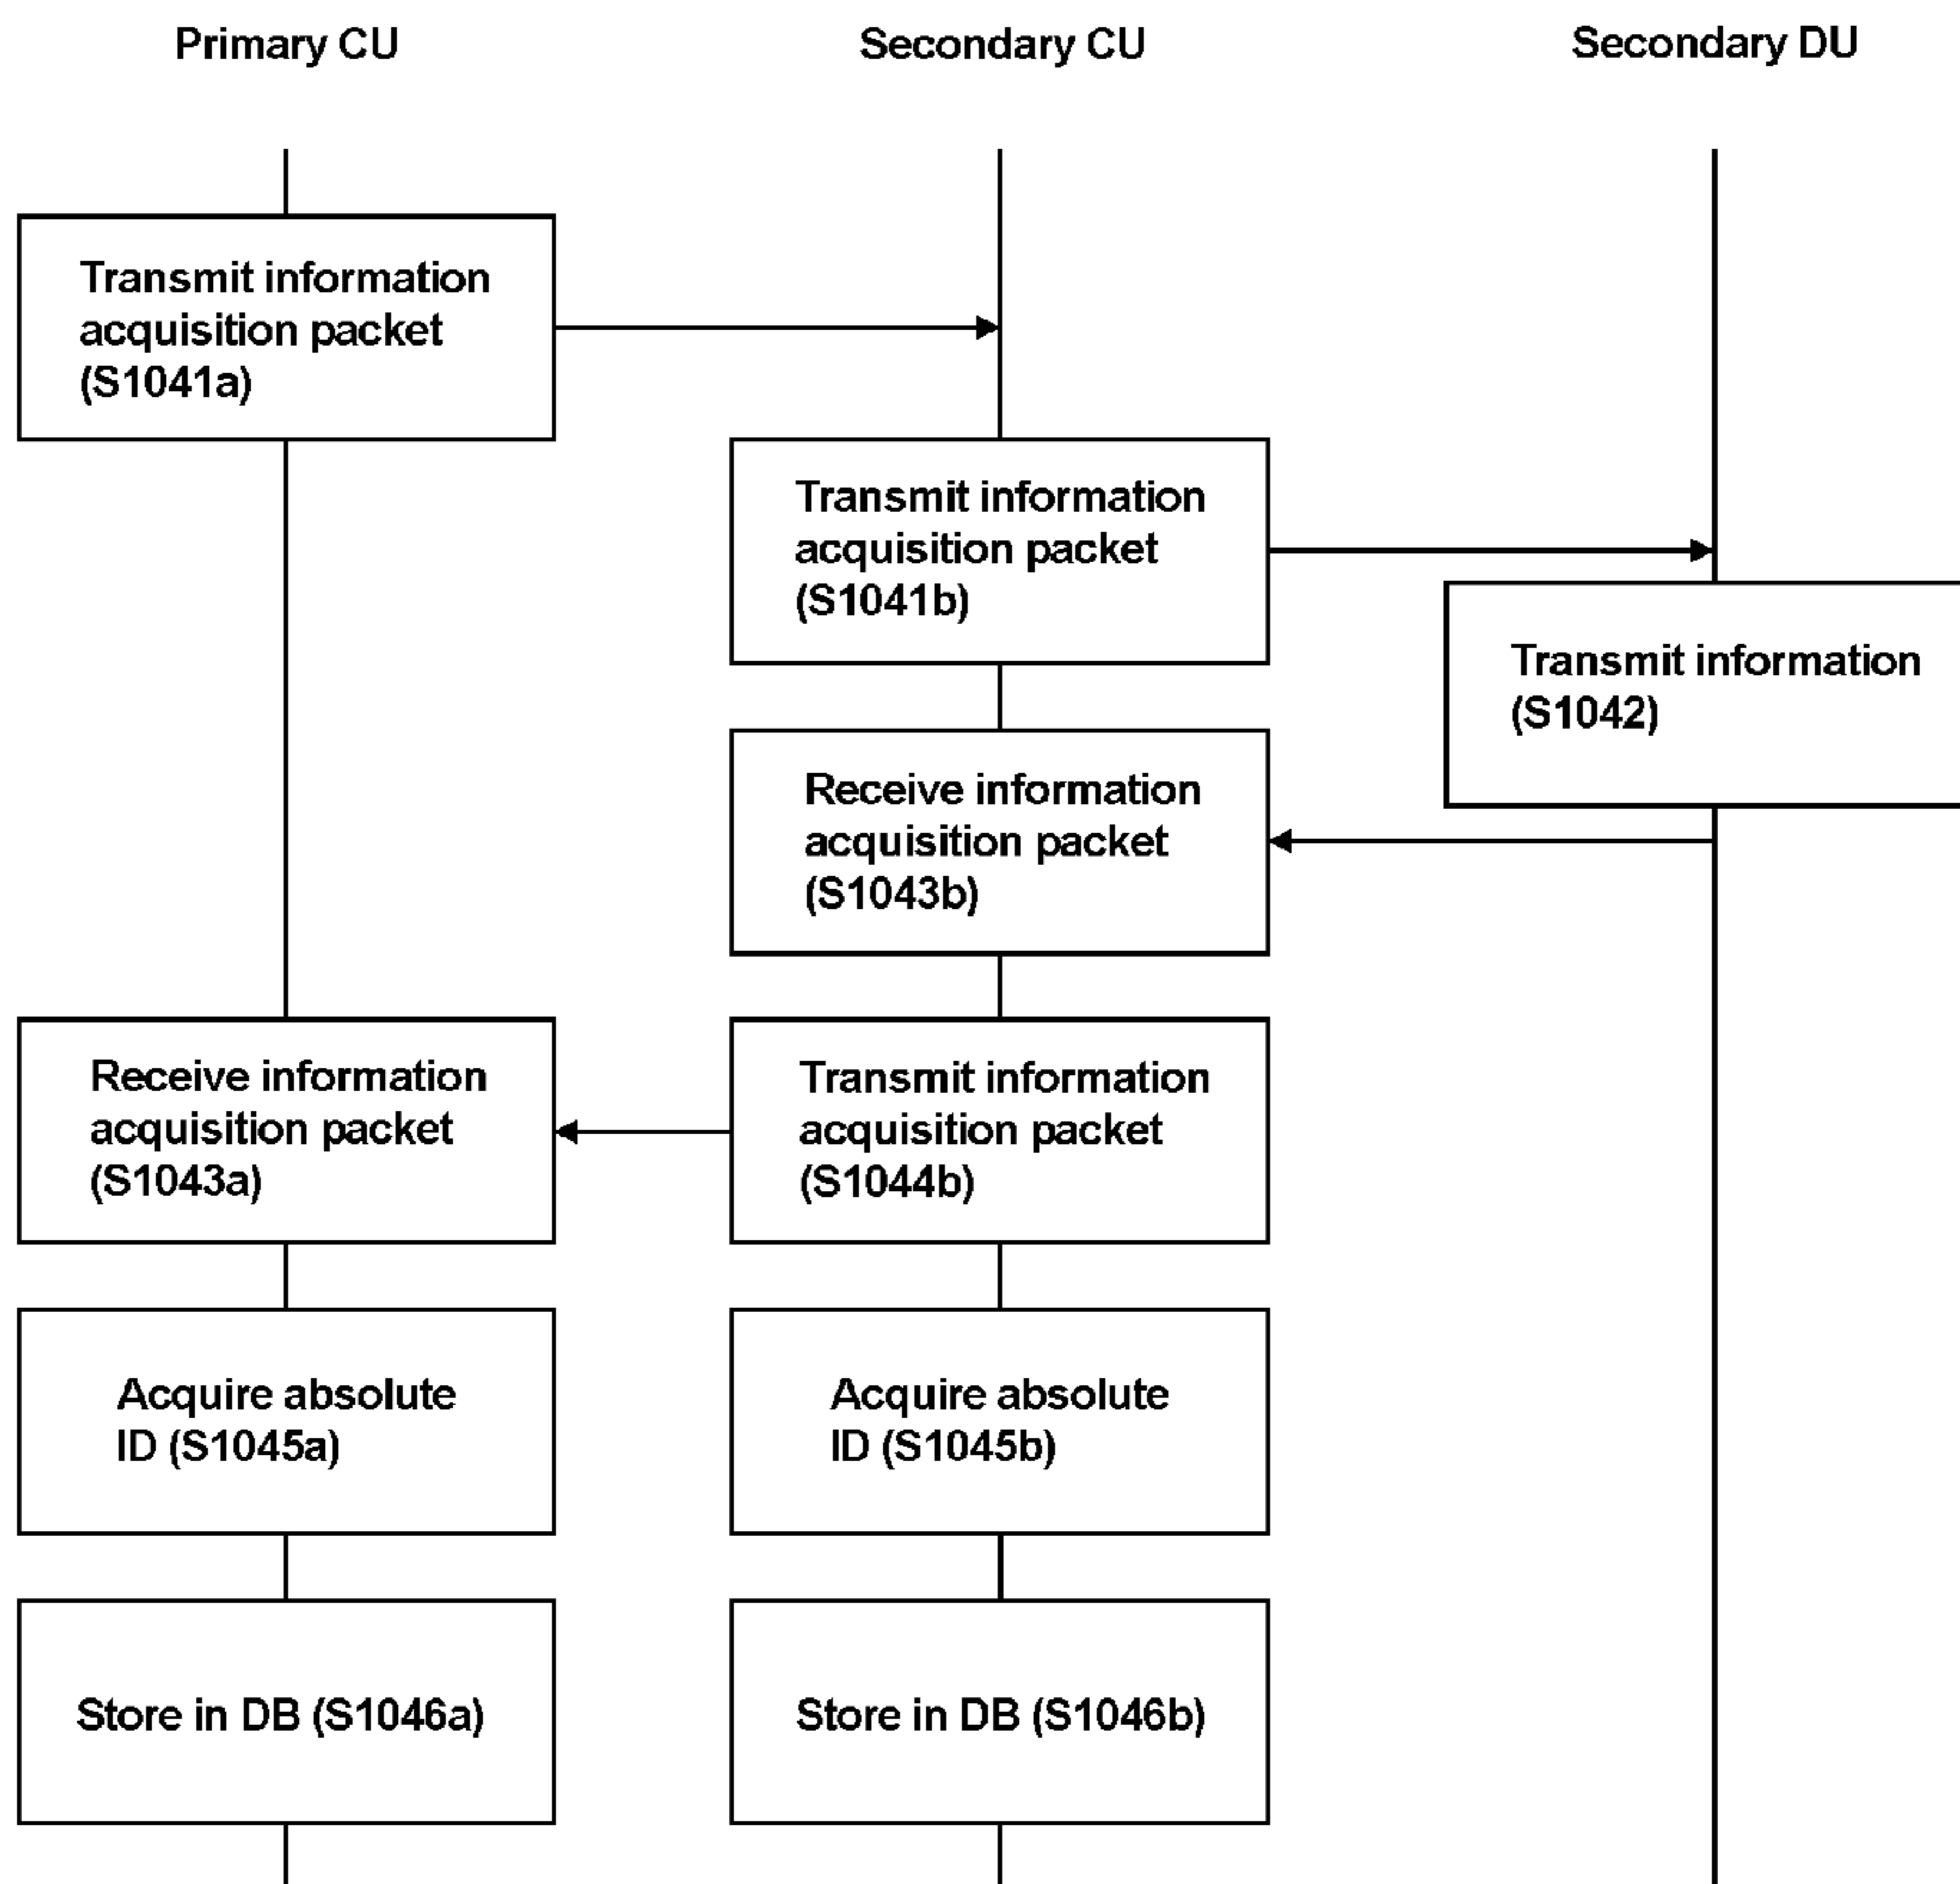 Primary CU
Secondary CU
Secondary DU
Transmit information
acquisition packet
(S1041a)
Transmit information
acquisition packet
(S1041b)
Transmit information
(S1042)
Receive information
acquisition packet
(S1043b)
Receive information
acquisition packet
(S1043a)
Transmit information
acquisition packet
(S1044b)
Acquire absolute
ID (S1045a)
Acquire absolute
ID (S1045b)
Store in DB (S1046a)
Store in DB (S1046b)